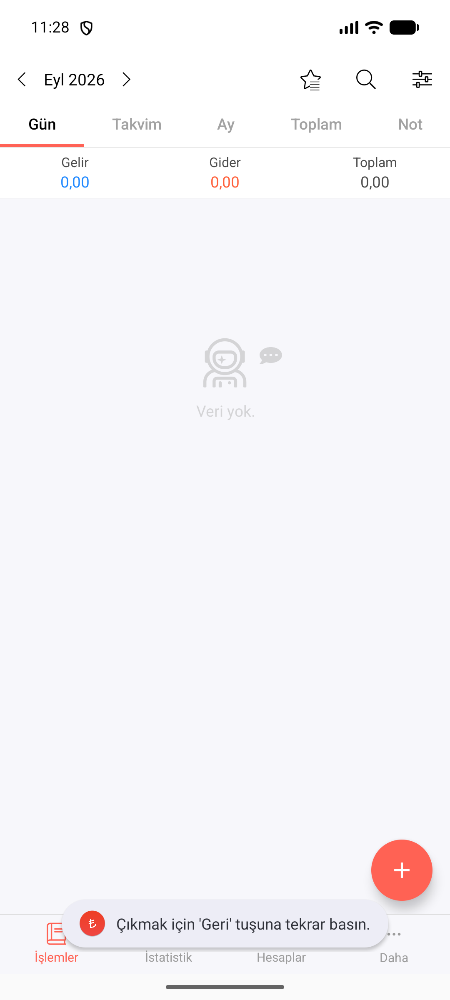 11:28
Eyl 2026
Gün Takvim Ay Toplam Not
Gelir Gider Toplam
0,00 0,00 0,00
Veri yok.
Çıkmak için 'Geri' tuşuna tekrar basın.
İşlemler İstatistik Hesaplar Daha